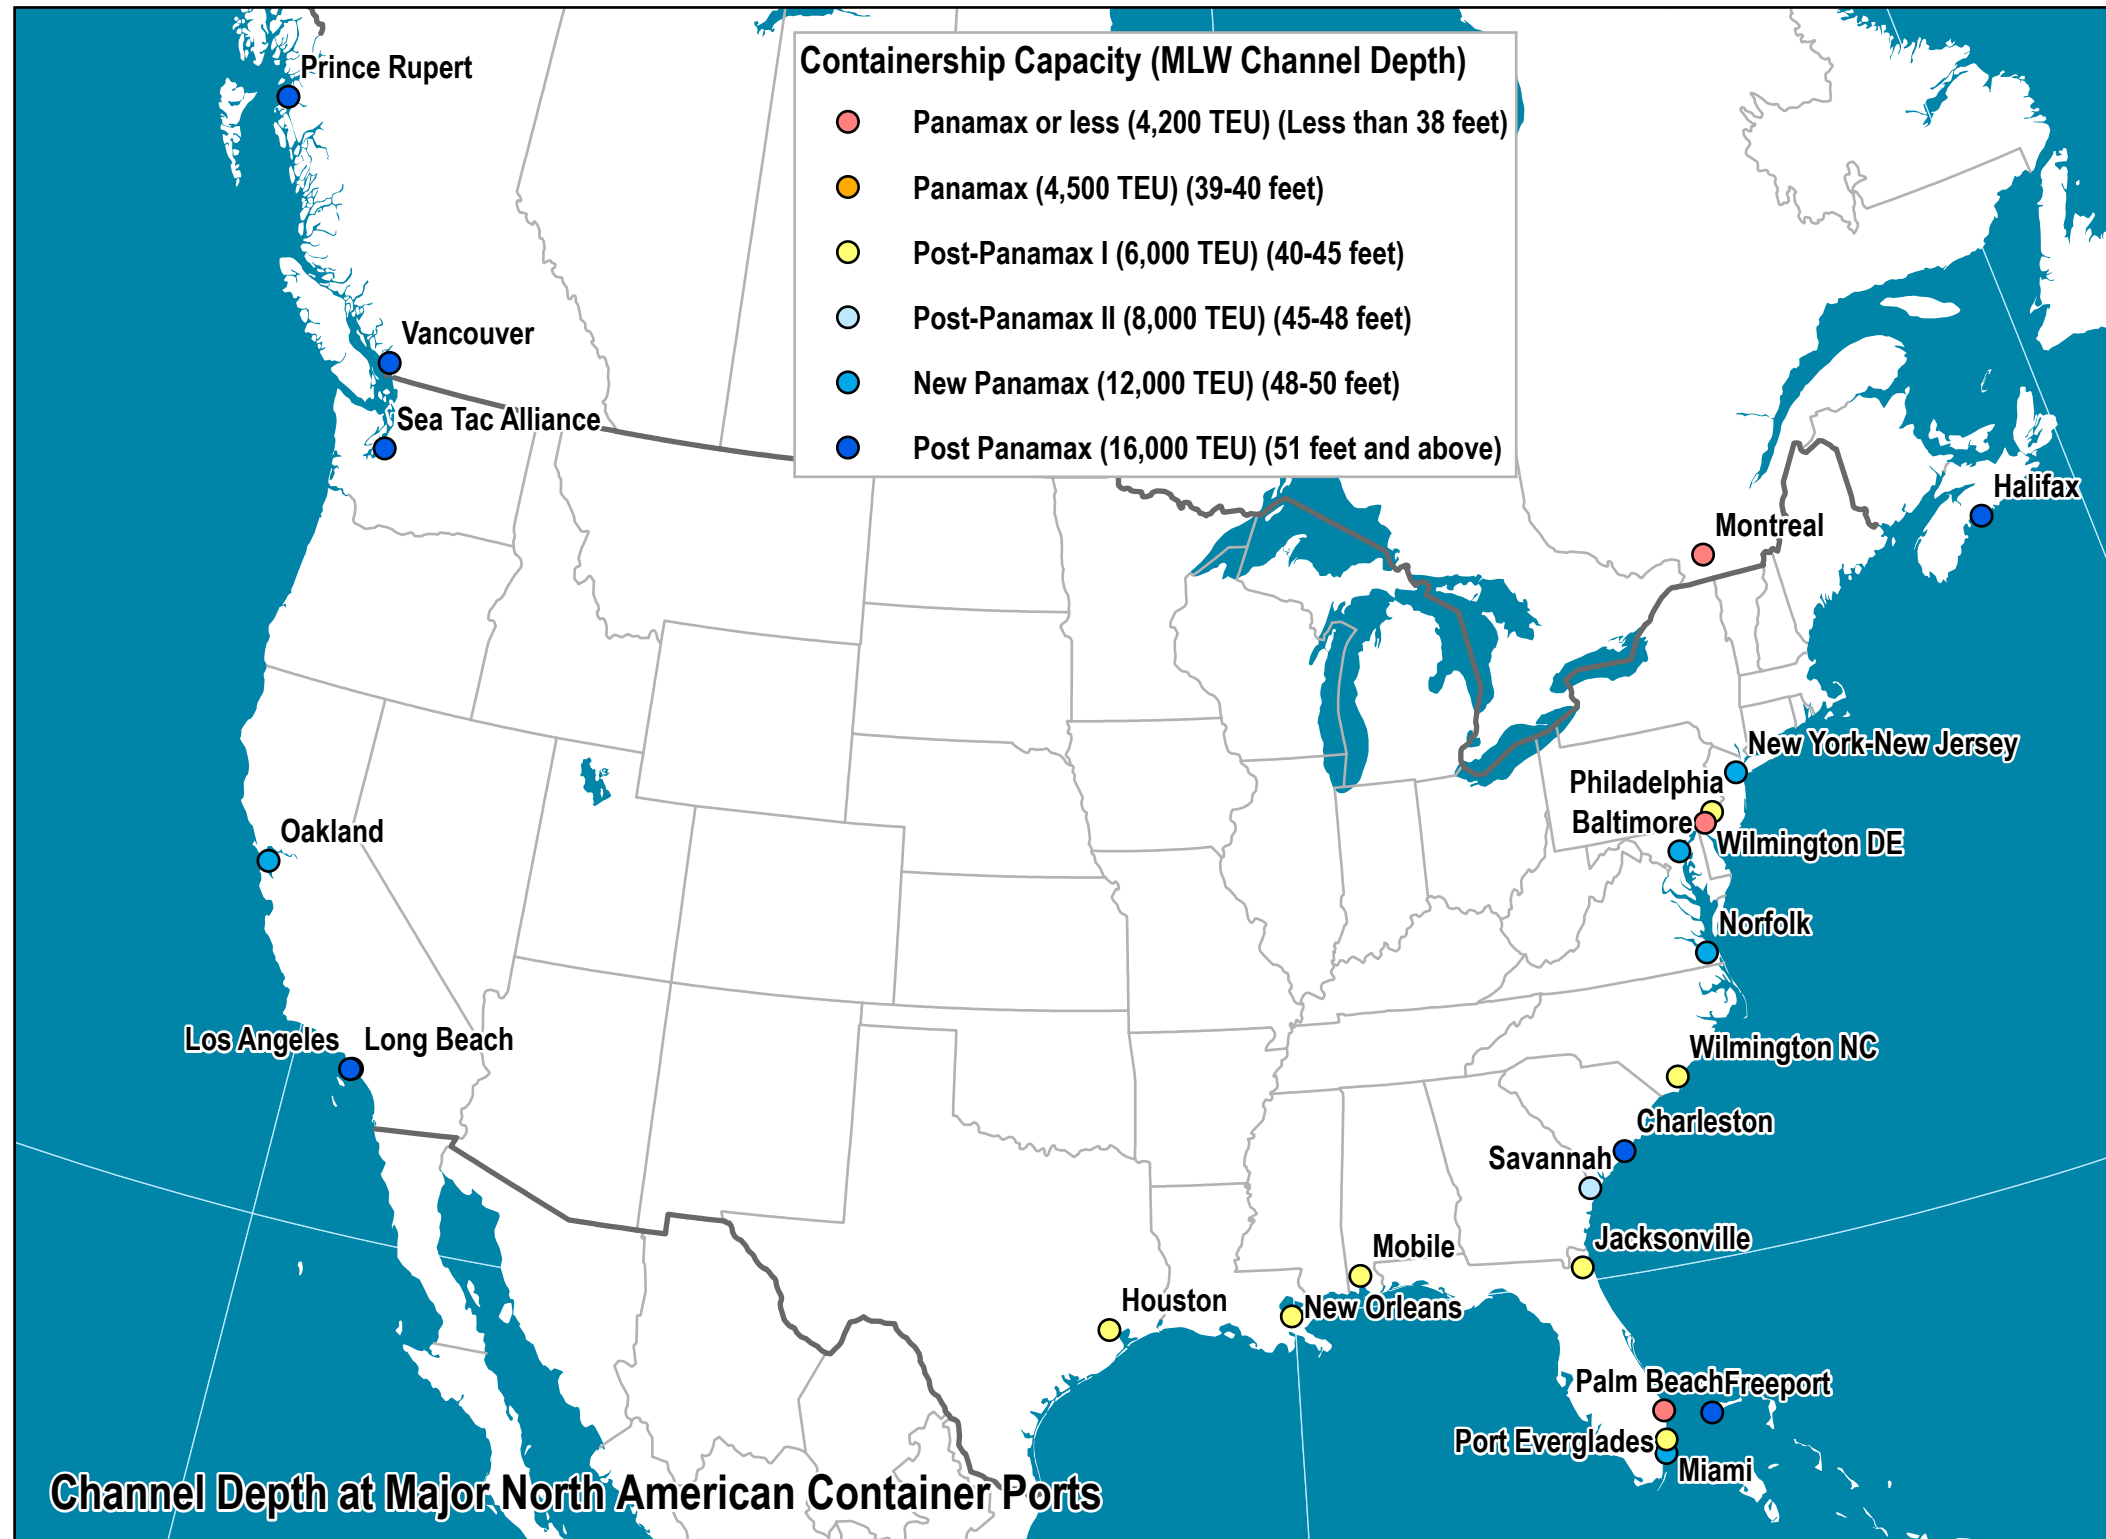 Prince Rupert
Containership Capacity (MLW Channel Depth)
Panamax or less (4,200 TEU) (Less than 38 feet)
Panamax (4,500 TEU) (39-40 feet)
Post-Panamax I (6,000 TEU) (40-45 feet)
Post-Panamax II (8,000 TEU) (45-48 feet)
New Panamax (12,000 TEU) (48-50 feet)
Post Panamax (16,000 TEU) (51 feet and above)
Vancouver
Sea Tac Alliance
Halifax
Montreal
New York-New Jersey
Philadelphia
Baltimore
Wilmington DE
Oakland
Norfolk
Los Angeles
Long Beach
Wilmington NC
Charleston
Savannah
Jacksonville
Mobile
Houston
New Orleans
Palm Beach
Freeport
Port Everglades
Miami
Channel Depth at Major North American Container Ports